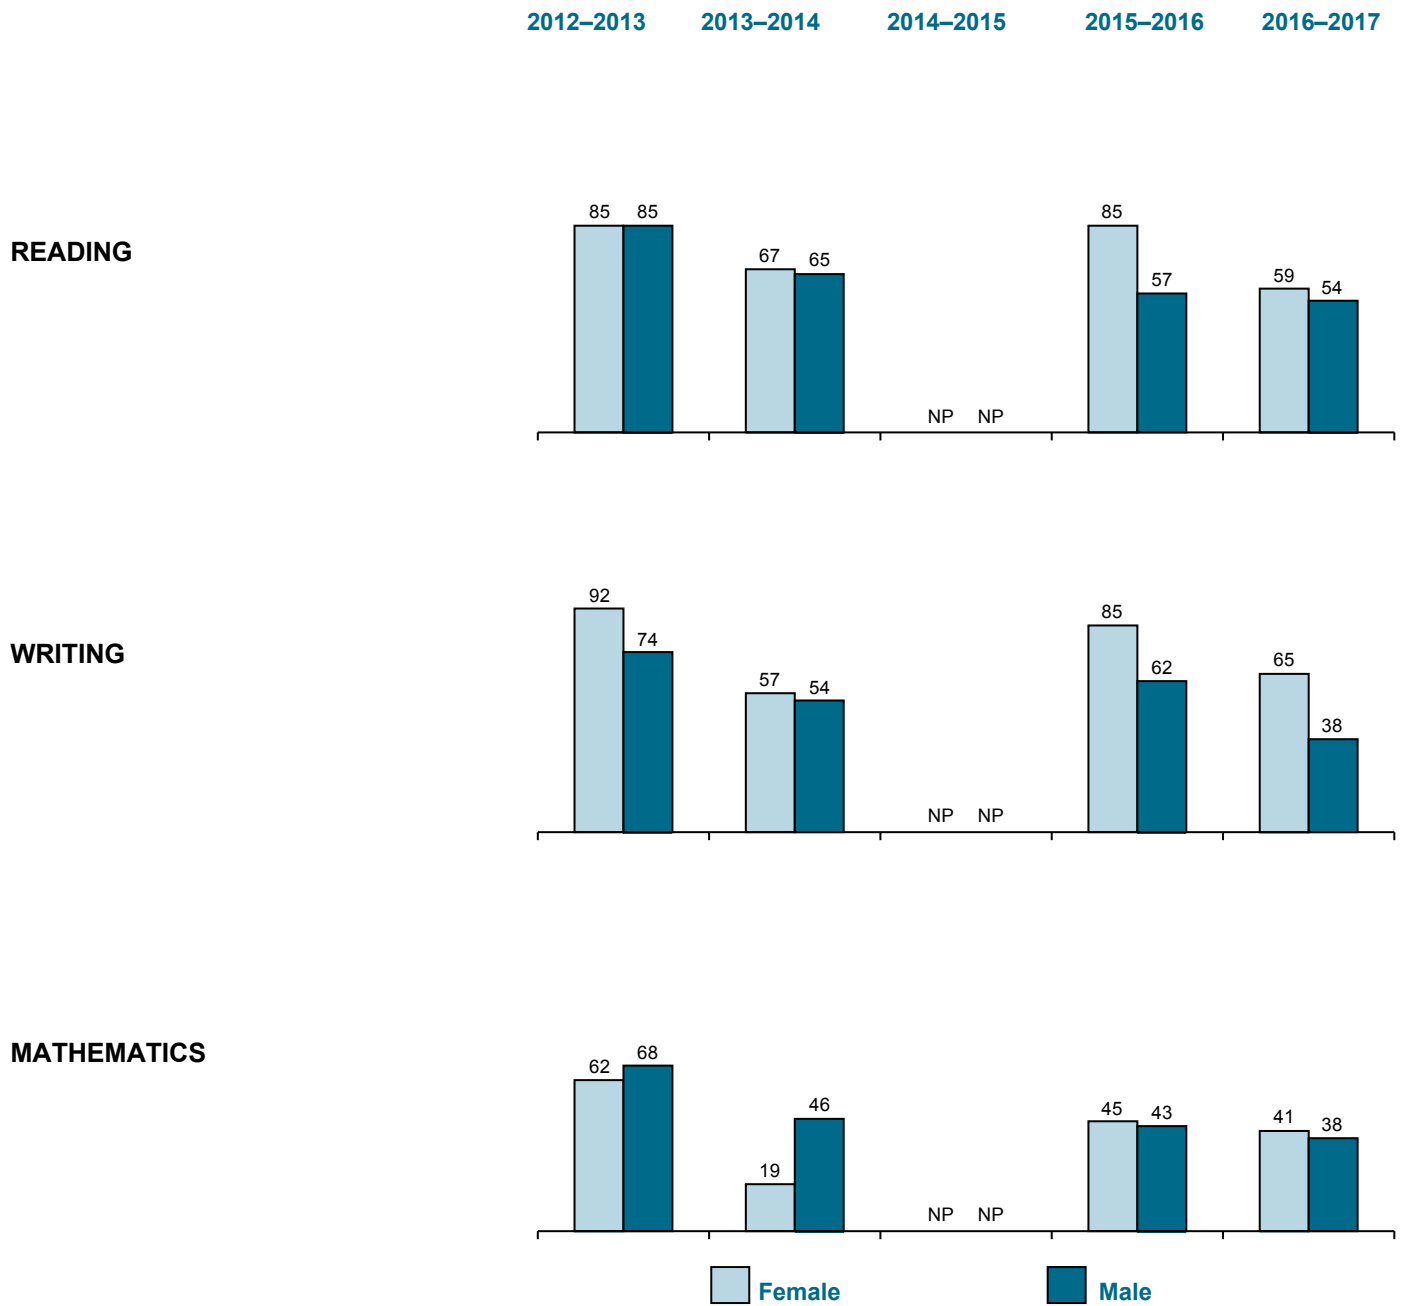 2012–2013 2013–2014 2014–2015 2015–2016 2016–2017
READING
85 85 67 65 NP NP 85 57 59 54
WRITING
92 74 57 54 NP NP 85 62 65 38
MATHEMATICS
62 68 19 46 NP NP 45 43 41 38
Female Male